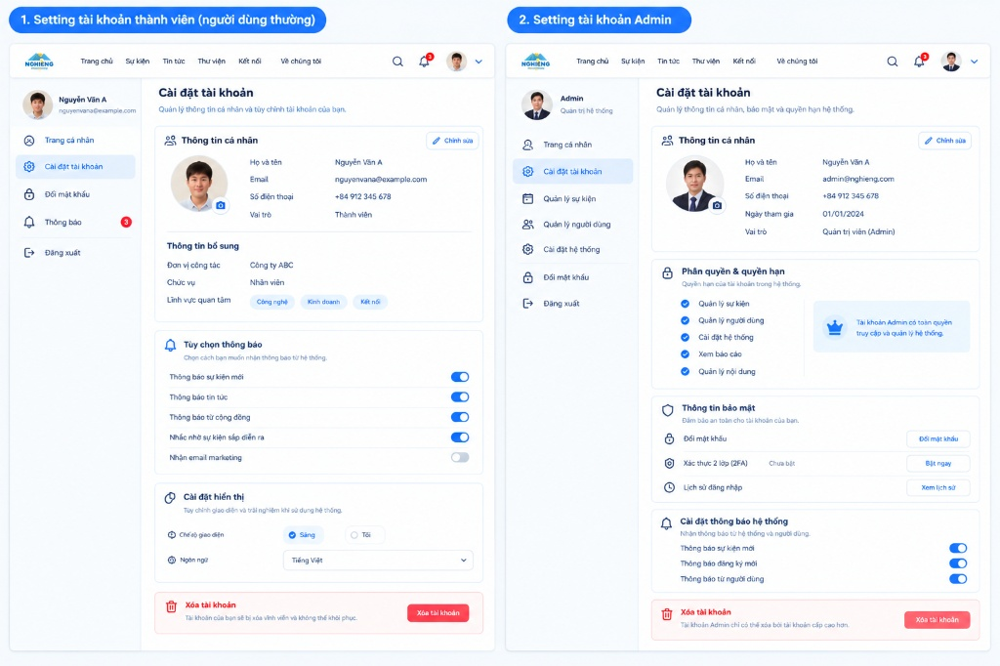 1. Setting tài khoản thành viên (người dùng thường)
NGHIENG
Trang chủ Sự kiện Tin tức Thư viện Kết nối Về chúng tôi
3
Nguyễn Văn A
nguyenvana@example.com
Trang cá nhân
Cài đặt tài khoản
Đổi mật khẩu
Thông báo 3
Đăng xuất
Cài đặt tài khoản
Quản lý thông tin cá nhân và tùy chỉnh tài khoản của bạn.
Thông tin cá nhân
Chỉnh sửa
Họ và tên Nguyễn Văn A
Email nguyenvana@example.com
Số điện thoại +84 912 345 678
Vai trò Thành viên
Thông tin bổ sung
Đơn vị công tác Công ty ABC
Chức vụ Nhân viên
Lĩnh vực quan tâm Công nghệ Kinh doanh Kết nối
Tùy chọn thông báo
Chọn cách bạn muốn nhận thông báo từ hệ thống.
Thông báo sự kiện mới
Thông báo tin tức
Thông báo từ cộng đồng
Nhắc nhở sự kiện sắp diễn ra
Nhận email marketing
Cài đặt hiển thị
Tùy chỉnh giao diện và trải nghiệm khi sử dụng hệ thống.
Chế độ giao diện Sáng Tối
Ngôn ngữ Tiếng Việt
Xóa tài khoản
Tài khoản của bạn sẽ bị xóa vĩnh viễn và không thể khôi phục.
Xóa tài khoản
2. Setting tài khoản Admin
NGHIENG
Trang chủ Sự kiện Tin tức Thư viện Kết nối Về chúng tôi
3
Admin
Quản trị hệ thống
Trang cá nhân
Cài đặt tài khoản
Quản lý sự kiện
Quản lý người dùng
Cài đặt hệ thống
Đổi mật khẩu
Đăng xuất
Cài đặt tài khoản
Quản lý thông tin cá nhân, bảo mật và quyền hạn hệ thống.
Thông tin cá nhân
Chỉnh sửa
Họ và tên Nguyễn Văn A
Email admin@nghieng.com
Số điện thoại +84 912 345 678
Ngày tham gia 01/01/2024
Vai trò Quản trị viên (Admin)
Phân quyền & quyền hạn
Quyền hạn của tài khoản trong hệ thống.
Quản lý sự kiện
Quản lý người dùng
Cài đặt hệ thống
Xem báo cáo
Quản lý nội dung
Tài khoản Admin có toàn quyền
truy cập và quản lý hệ thống.
Thông tin bảo mật
Đảm bảo an toàn cho tài khoản của bạn.
Đổi mật khẩu Đổi mật khẩu
Xác thực 2 lớp (2FA) Chưa bật Bật ngay
Lịch sử đăng nhập Xem lịch sử
Cài đặt thông báo hệ thống
Nhận thông báo từ hệ thống và người dùng.
Thông báo sự kiện mới
Thông báo đăng ký mới
Thông báo từ người dùng
Xóa tài khoản
Tài khoản Admin chỉ có thể xóa bởi tài khoản cấp cao hơn.
Xóa tài khoản